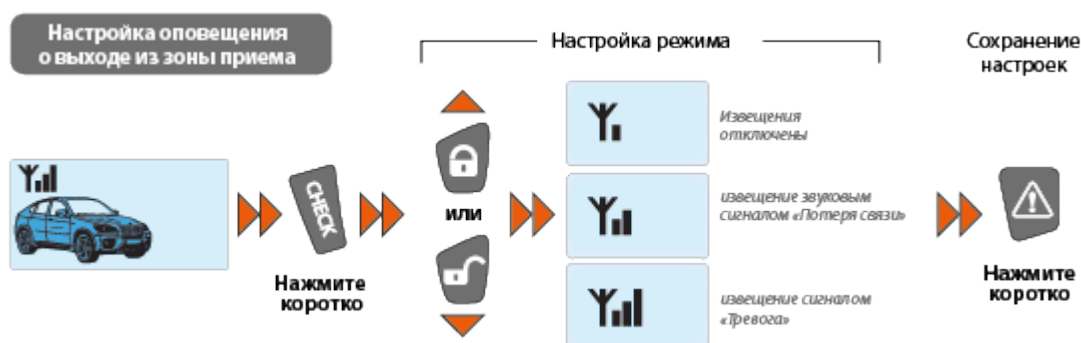 Настройка оповещения
о выходе из зоны приема
Настройка режима
Сохранение
настроек
CHECK
Нажмите
коротко
или
Извещения
отключены
извещение звуковым
сигналом «Потеря связи»
извещение сигналом
«Тревога»
Нажмите
коротко